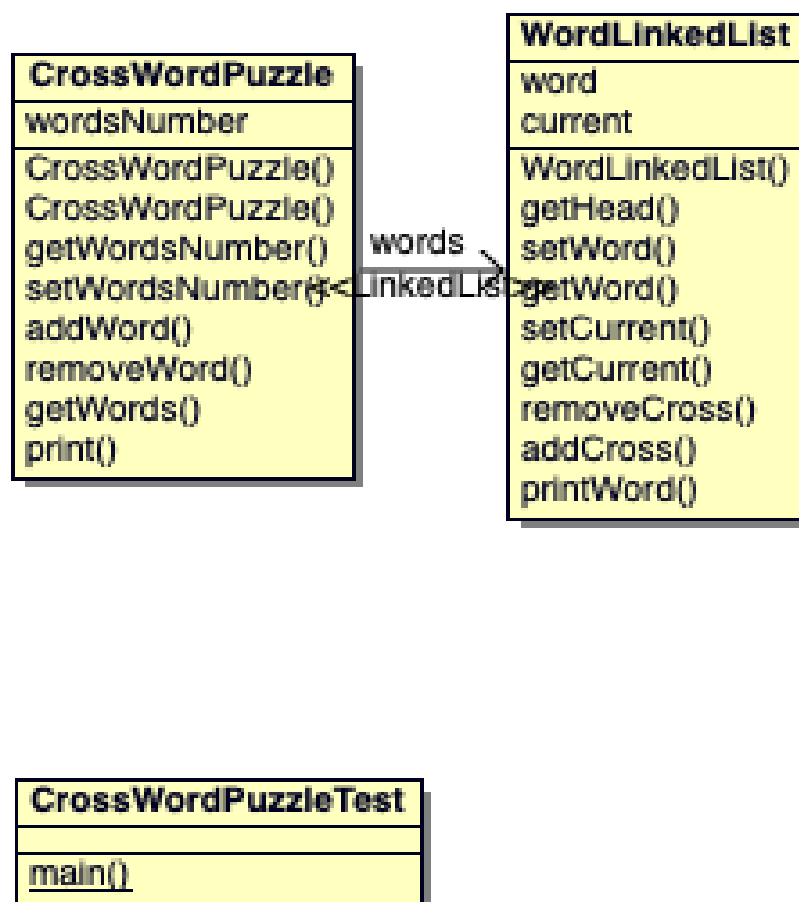 CrossWordPuzzle
wordsNumber
CrossWordPuzzle()
CrossWordPuzzle()
getWordsNumber()
setWordsNumber()
addWord()
removeWord()
getWords()
print()
words
<<LinkedList>>
WordLinkedList
word
current
WordLinkedList()
getHead()
setWord()
getWord()
setCurrent()
getCurrent()
removeCross()
addCross()
printWord()
CrossWordPuzzleTest
main()